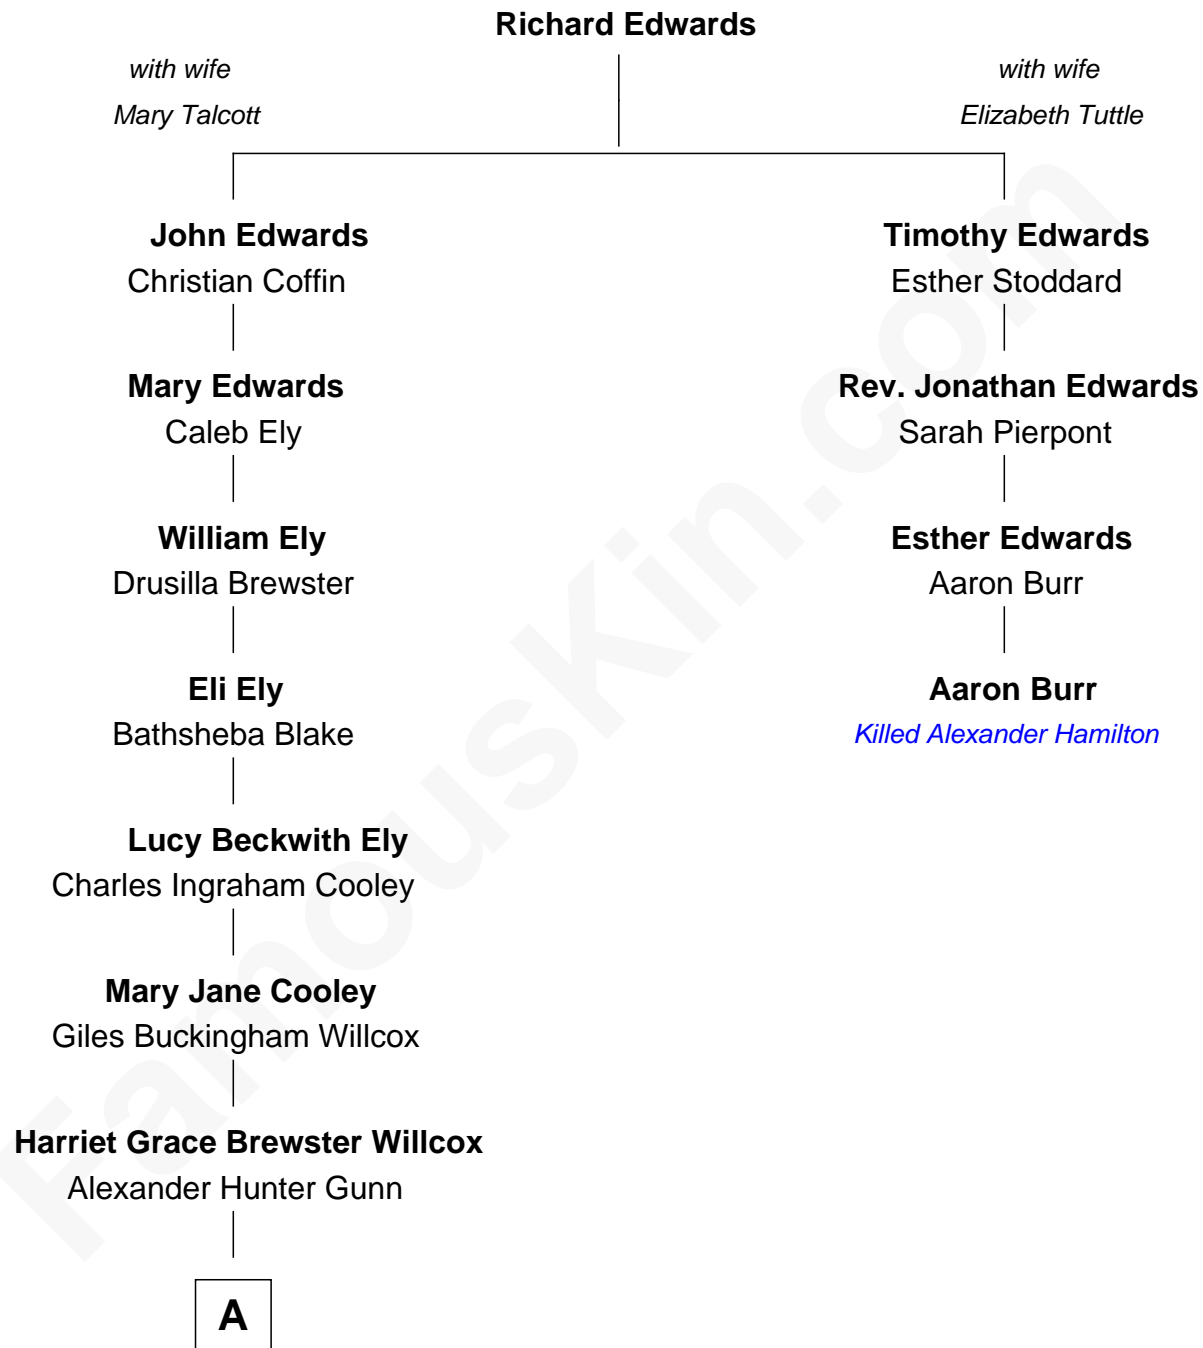 Richard Edwards
with wife
Mary Talcott
with wife
Elizabeth Tuttle
John Edwards
Christian Coffin
Timothy Edwards
Esther Stoddard
Mary Edwards
Caleb Ely
Rev. Jonathan Edwards
Sarah Pierpont
William Ely
Drusilla Brewster
Esther Edwards
Aaron Burr
Eli Ely
Bathsheba Blake
Aaron Burr
Killed Alexander Hamilton
Lucy Beckwith Ely
Charles Ingraham Cooley
Mary Jane Cooley
Giles Buckingham Willcox
Harriet Grace Brewster Willcox
Alexander Hunter Gunn
A
FamousKin.com